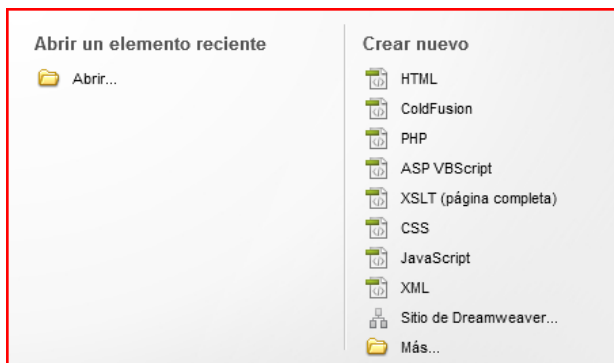 Abrir un elemento reciente
Abrir...
Crear nuevo
HTML
ColdFusion
PHP
ASP VBScript
XSLT (página completa)
CSS
JavaScript
XML
Sitio de Dreamweaver...
Más...